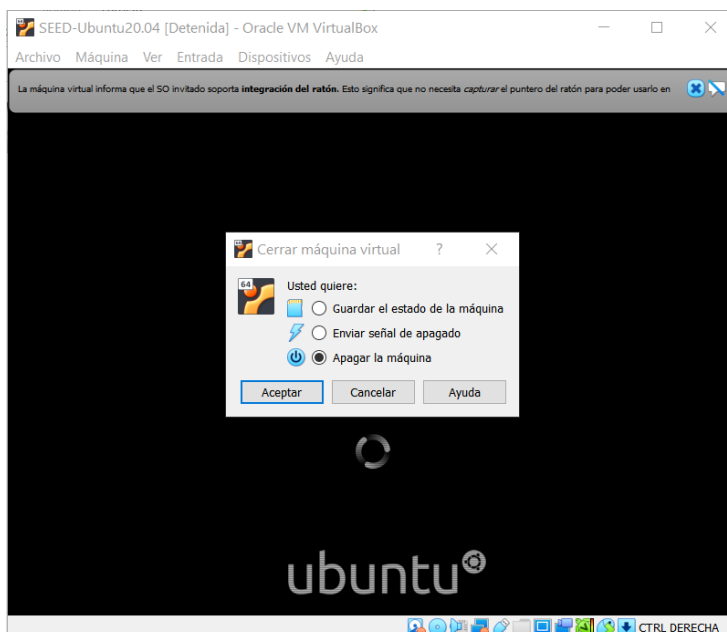 SEED-Ubuntu20.04 [Detenida] - Oracle VM VirtualBox
Archivo Máquina Ver Entrada Dispositivos Ayuda
La máquina virtual informa que el SO invitado soporta integración del ratón. Esto significa que no necesita capturar el puntero del ratón para poder usarlo en
Cerrar máquina virtual ?
64
Usted quiere:
Guardar el estado de la máquina
Enviar señal de apagado
Apagar la máquina
Aceptar Cancelar Ayuda
ubuntu
CTRL DERECHA